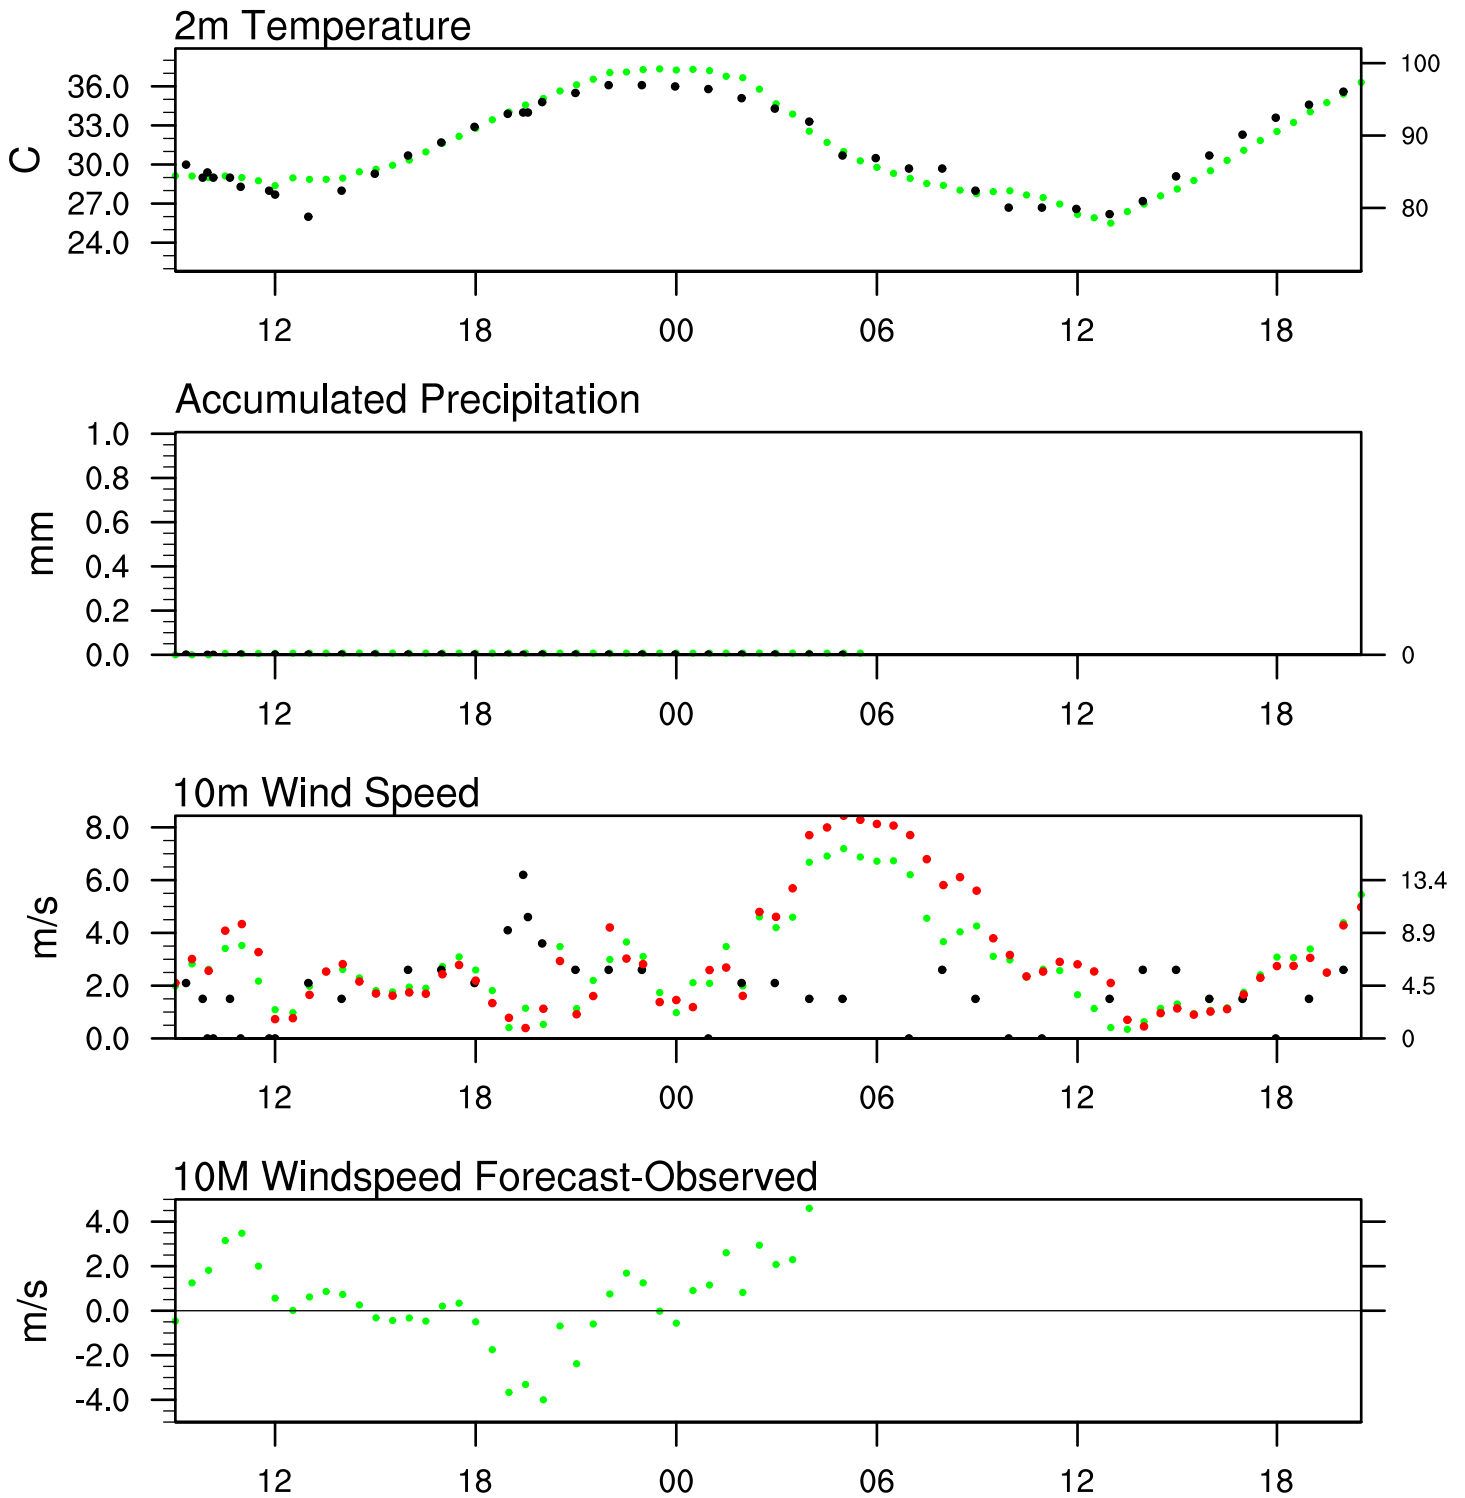 2m Temperature
36.0
33.0
30.0
27.0
24.0
C
100
90
80
12 18 00 06 12 18
Accumulated Precipitation
1.0
0.8
0.6
0.4
0.2
0.0
mm
0
12 18 00 06 12 18
10m Wind Speed
8.0
6.0
4.0
2.0
0.0
m/s
13.4
8.9
4.5
0
12 18 00 06 12 18
10M Windspeed Forecast-Observed
4.0
2.0
0.0
-2.0
-4.0
m/s
12 18 00 06 12 18